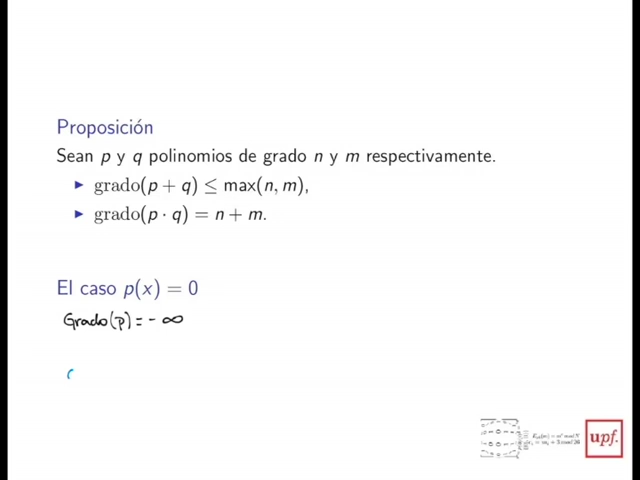 Proposición
Sean p y q polinomios de grado n y m respectivamente.
▶ grado(p + q) ≤ max(n, m),
▶ grado(p · q) = n + m.
El caso p(x) = 0
Grado(p) = - ∞
upf.